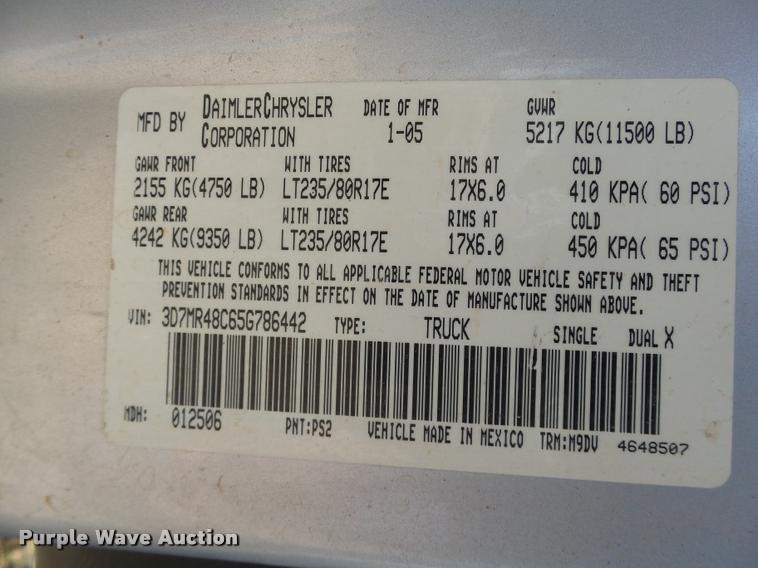 MFD BY DAIMLERCHRYSLER CORPORATION DATE OF MFR 1-05 GVWR 5217 KG(11500 LB)
GAWR FRONT WITH TIRES RIMS AT COLD
2155 KG(4750 LB) LT235/80R17E 17X6.0 410 KPA( 60 PSI)
GAWR REAR WITH TIRES RIMS AT COLD
4242 KG(9350 LB) LT235/80R17E 17X6.0 450 KPA( 65 PSI)
THIS VEHICLE CONFORMS TO ALL APPLICABLE FEDERAL MOTOR VEHICLE SAFETY AND THEFT
PREVENTION STANDARDS IN EFFECT ON THE DATE OF MANUFACTURE SHOWN ABOVE.
VIN: 3D7MR48C65G786442 TYPE: TRUCK SINGLE DUAL X
MDH: 012506 PNT:PS2 VEHICLE MADE IN MEXICO TRM:M9DV 4648507
Purple Wave Auction